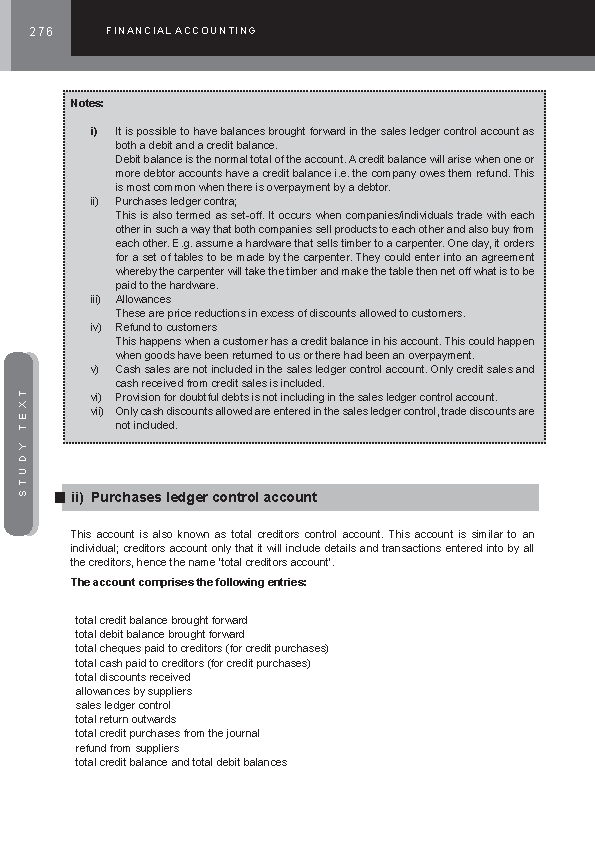 276
FINANCIAL ACCOUNTING
Notes:
i) It is possible to have balances brought forward in the sales ledger control account as
both a debit and a credit balance.
Debit balance is the normal total of the account. A credit balance will arise when one or
more debtor accounts have a credit balance i.e. the company owes them refund. This
is most common when there is overpayment by a debtor.
ii) Purchases ledger contra;
This is also termed as set-off. It occurs when companies/individuals trade with each
other in such a way that both companies sell products to each other and also buy from
each other. E.g. assume a hardware that sells timber to a carpenter. One day, it orders
for a set of tables to be made by the carpenter. They could enter into an agreement
whereby the carpenter will take the timber and make the table then net off what is to be
paid to the hardware.
iii) Allowances
These are price reductions in excess of discounts allowed to customers.
iv) Refund to customers
This happens when a customer has a credit balance in his account. This could happen
when goods have been returned to us or there had been an overpayment.
v) Cash sales are not included in the sales ledger control account. Only credit sales and
cash received from credit sales is included.
vi) Provision for doubtful debts is not including in the sales ledger control account.
vii) Only cash discounts allowed are entered in the sales ledger control, trade discounts are
not included.
STUDY TEXT
ii) Purchases ledger control account
This account is also known as total creditors control account. This account is similar to an
individual; creditors account only that it will include details and transactions entered into by all
the creditors, hence the name 'total creditors account'.
The account comprises the following entries:
total credit balance brought forward
total debit balance brought forward
total cheques paid to creditors (for credit purchases)
total cash paid to creditors (for credit purchases)
total discounts received
allowances by suppliers
sales ledger control
total return outwards
total credit purchases from the journal
refund from suppliers
total credit balance and total debit balances